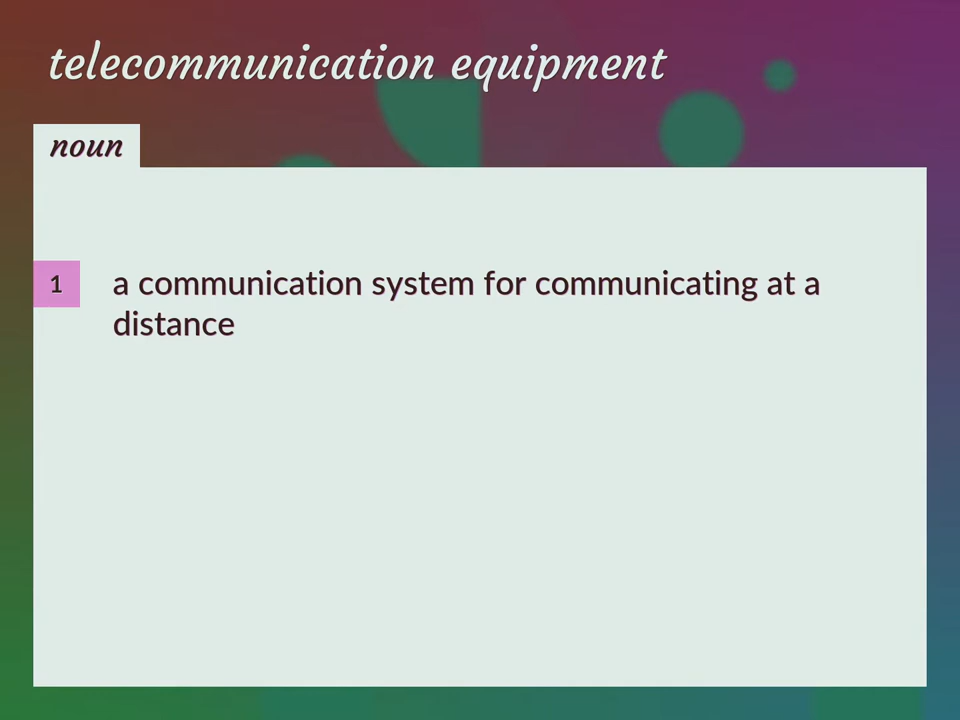 telecommunication equipment
noun
1
a communication system for communicating at a
distance